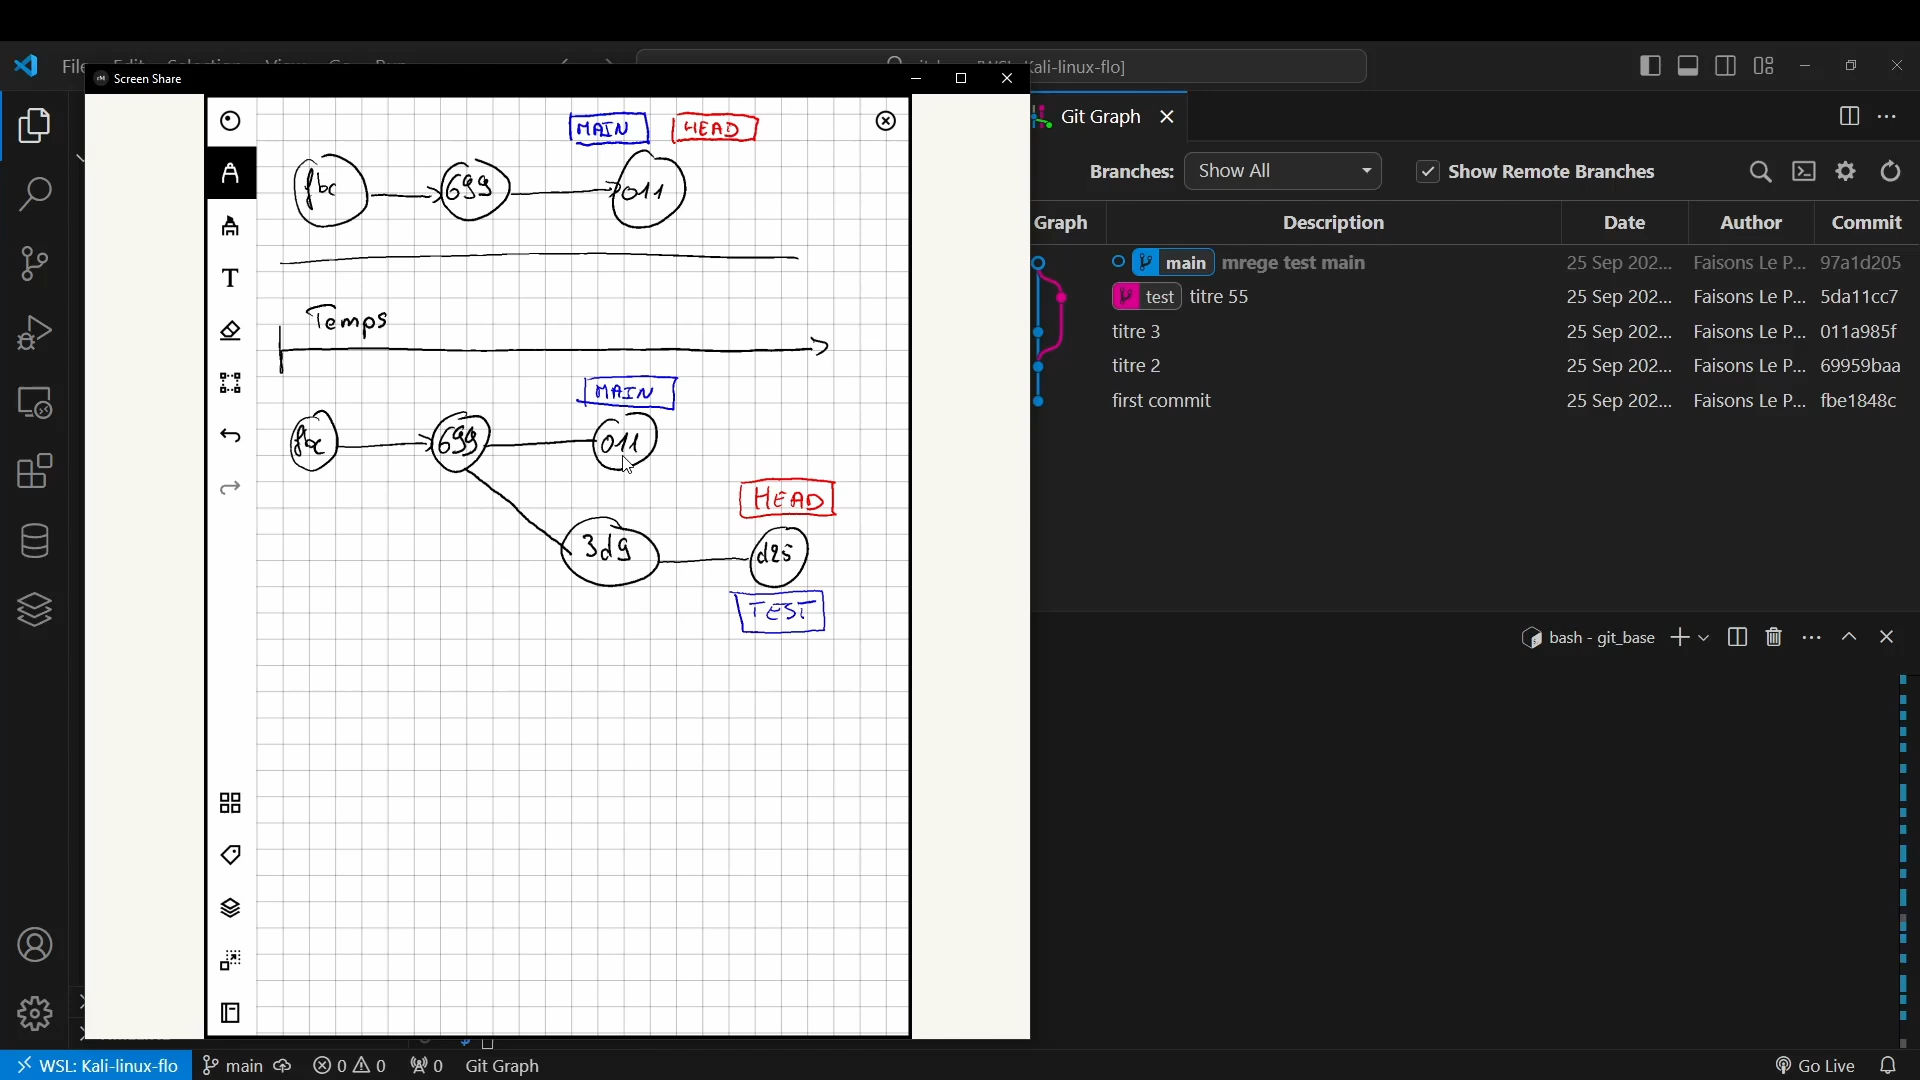 File
Screen Share
Kali-linux-flo]
MAIN HEAD
fbc 699 011
Temps
MAIN
fbc 699 011
HEAD
3d9 d25
TEST
Git Graph
Branches: Show All Show Remote Branches
Graph Description Date Author Commit
main mrege test main 25 Sep 202... Faisons Le P... 97a1d205
test titre 55 25 Sep 202... Faisons Le P... 5da11cc7
titre 3 25 Sep 202... Faisons Le P... 011a985f
titre 2 25 Sep 202... Faisons Le P... 69959baa
first commit 25 Sep 202... Faisons Le P... fbe1848c
bash - git_base
WSL: Kali-linux-flo main 0 0 0 Git Graph Go Live